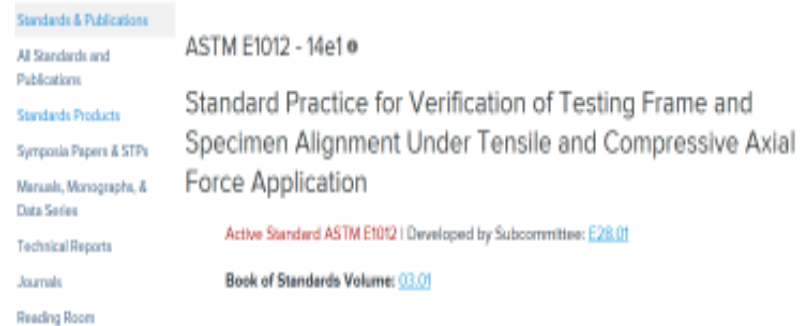 Standards & Publications
All Standards and
Publications
Standards Products
Symposia Papers & STPs
Manuals, Monographs, &
Data Series
Technical Reports
Journals
Reading Room
ASTM E1012 - 14e1
Standard Practice for Verification of Testing Frame and
Specimen Alignment Under Tensile and Compressive Axial
Force Application
Active Standard ASTM E1012 | Developed by Subcommittee: E28.01
Book of Standards Volume: 03.01